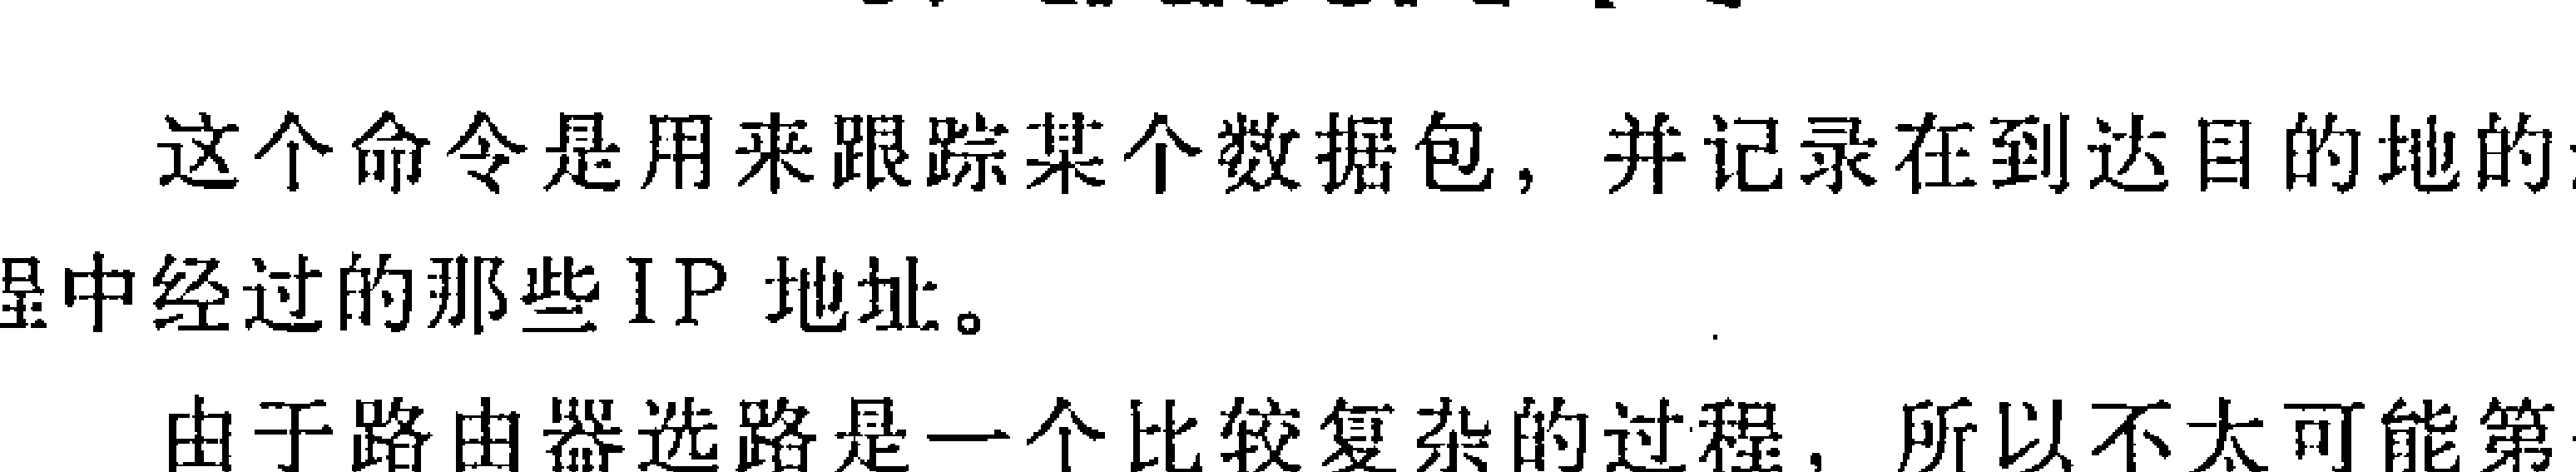 这个命令是用来跟踪某个数据包，并记录在到达目的地的
中经过的那些IP 地址。
由于路由器选路是一个比较复杂的过程，所以不太可能第